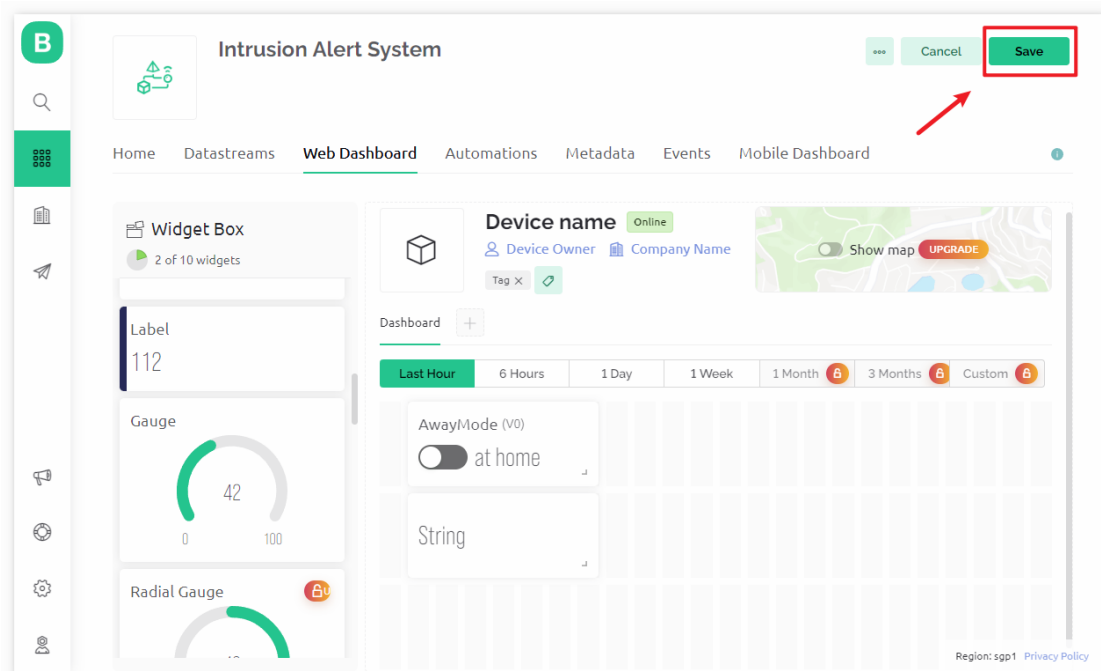 B
Intrusion Alert System
Cancel
Save
Home Datastreams Web Dashboard Automations Metadata Events Mobile Dashboard
Widget Box
2 of 10 widgets
Label
112
Gauge
42
0 100
Radial Gauge
Device name Online
Device Owner Company Name
Tag
Show map UPGRADE
Dashboard
Last Hour 6 Hours 1 Day 1 Week 1 Month 3 Months Custom
AwayMode (V0)
at home
String
Region: sgp1 Privacy Policy